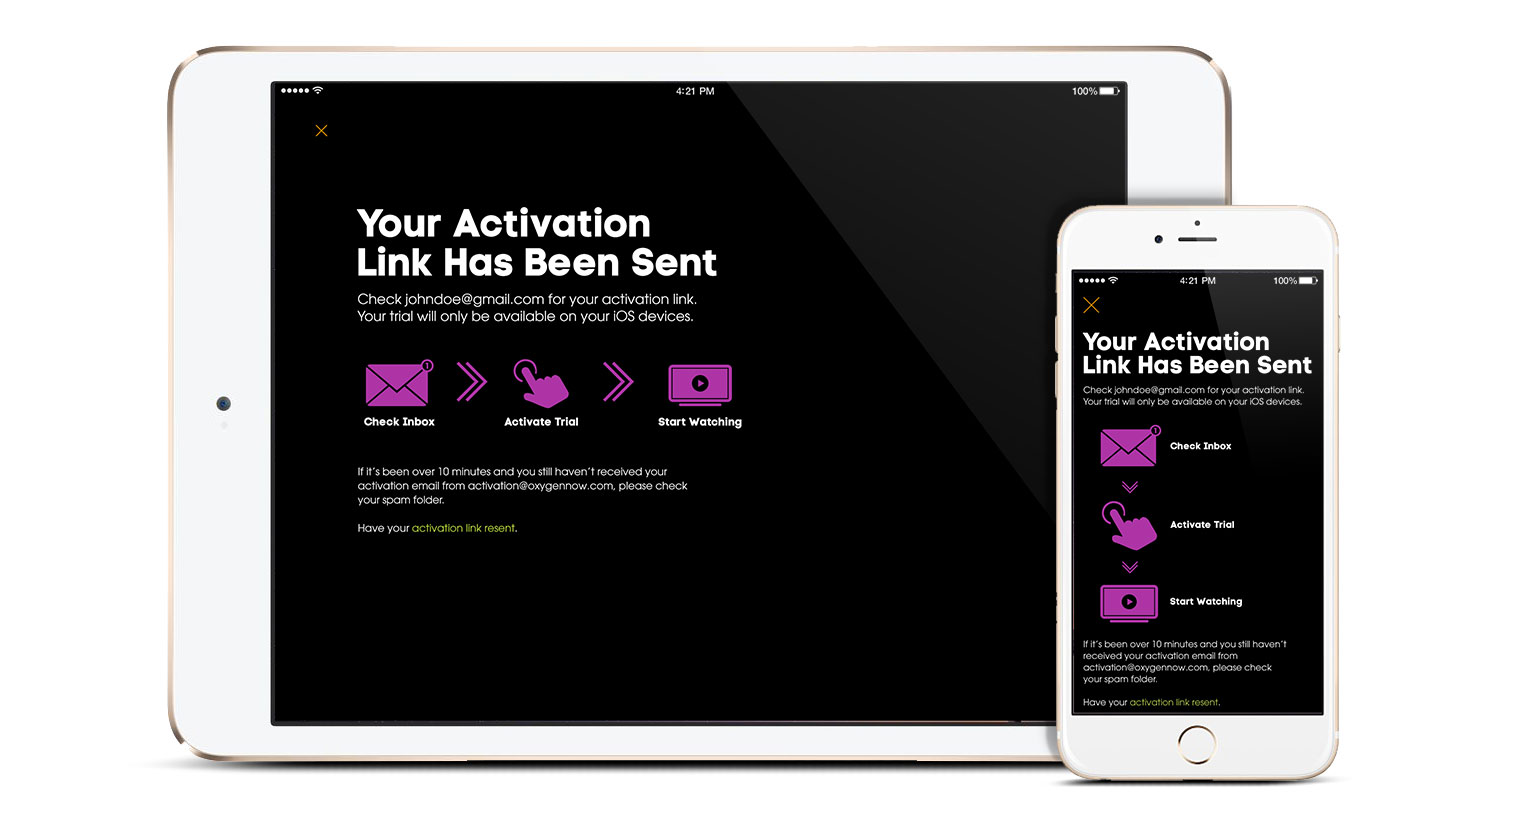 4:21 PM
100%
Your Activation
Link Has Been Sent
Check johndoe@gmail.com for your activation link.
Your trial will only be available on your iOS devices.
1
Check Inbox
Activate Trial
Start Watching
If it's been over 10 minutes and you still haven't received your
activation email from activation@oxygennow.com, please check
your spam folder.
Have your activation link resent.
4:21 PM
100%
Your Activation
Link Has Been Sent
Check johndoe@gmail.com for your activation link.
Your trial will only be available on your iOS devices.
1
Check Inbox
Activate Trial
Start Watching
If it's been over 10 minutes and you still haven't
received your activation email from
activation@oxygennow.com, please check
your spam folder.
Have your activation link resent.